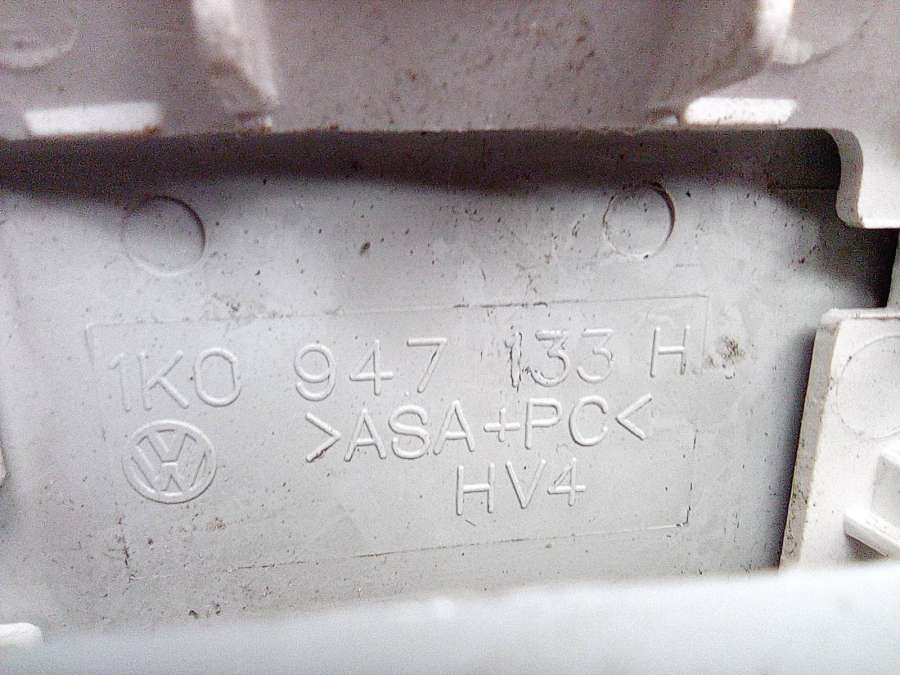 1K0 947 133 H
>ASA+PC<
HV4